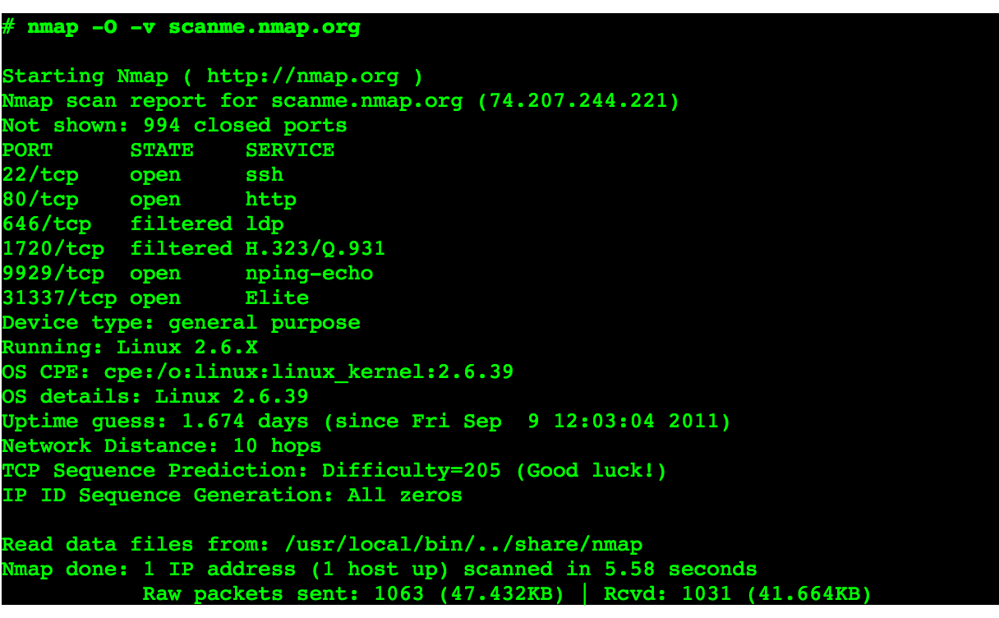 # nmap -O -v scanme.nmap.org
Starting Nmap ( http://nmap.org )
Nmap scan report for scanme.nmap.org (74.207.244.221)
Not shown: 994 closed ports
PORT      STATE    SERVICE
22/tcp    open     ssh
80/tcp    open     http
646/tcp   filtered ldp
1720/tcp  filtered H.323/Q.931
9929/tcp  open     nping-echo
31337/tcp open     Elite
Device type: general purpose
Running: Linux 2.6.X
OS CPE: cpe:/o:linux:linux_kernel:2.6.39
OS details: Linux 2.6.39
Uptime guess: 1.674 days (since Fri Sep  9 12:03:04 2011)
Network Distance: 10 hops
TCP Sequence Prediction: Difficulty=205 (Good luck!)
IP ID Sequence Generation: All zeros
Read data files from: /usr/local/bin/../share/nmap
Nmap done: 1 IP address (1 host up) scanned in 5.58 seconds
           Raw packets sent: 1063 (47.432KB) | Rcvd: 1031 (41.664KB)